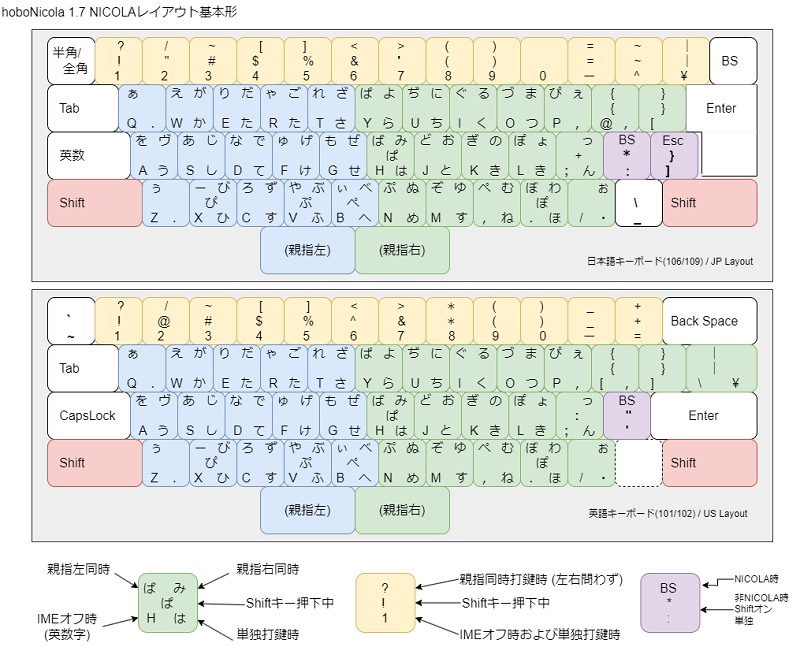 hoboNicola 1.7 NICOLAレイアウト基本形
半角/ 全角 BS
? / ~ [ ] < > ( ) = ~ |
! " # $ % & ' ( ) = ~ |
1 2 3 4 5 6 7 8 9 0 ー ^ ¥
Tab Enter
ぁ え が り だ ゃ ご れ ざ ぱ よ ぢ に ぐ る づ ま ぴ ぇ { }
{ }
Q . W か E た R た T さ Y ら U ち I く O つ P , @ , [
英数
を ヴ あ じ な で ゅ げ も ぜ ば み ど お ぎ の ぽ ょ っ BS Esc
ぱ + * }
A う S し D て F け G せ H は J と K き L き ; ん : ]
Shift Shift
ぅ ー び ろ ず や ぶ ぃ べ ぷ ぬ ぞ ゆ ぺ む ぼ わ ぉ
ぴ ぷ ぺ ぽ \
Z . X ひ C す V ふ B へ N め M す , ね . ほ / ・ _
(親指左) (親指右)
日本語キーボード(106/109) / JP Layout
` ~ Back Space
? / ~ [ ] < > * ( _ +
! @ # $ % ^ & * ( ) _ +
1 2 3 4 5 6 7 8 9 0 - =
Tab
ぁ え が り だ ゃ ご れ ざ ぱ よ ぢ に ぐ る づ ま ぴ ぇ { } |
{ } |
Q . W か E た R た T さ Y ら U ち I く O つ P , [ , ] \ ¥
CapsLock Enter
を ヴ あ じ な で ゅ げ も ぜ ば み ど お ぎ の ぽ ょ っ BS
ぱ : "
A う S し D て F け G せ H は J と K き L き ; ん '
Shift Shift
ぅ ー び ろ ず や ぶ ぃ べ ぷ ぬ ぞ ゆ ぺ む ぼ わ ぉ
ぴ ぷ ぺ ぽ
Z . X ひ C す V ふ B へ N め M す , ね . ほ / ・
(親指左) (親指右)
英語キーボード(101/102) / US Layout
親指左同時
親指右同時
ば み
ぱ
H は
Shiftキー押下中
IMEオフ時
(英数字)
単独打鍵時
?
!
1
親指同時打鍵時 (左右問わず)
Shiftキー押下中
IMEオフ時および単独打鍵時
BS
*
:
NICOLA時
非NICOLA時
Shiftオン
単独